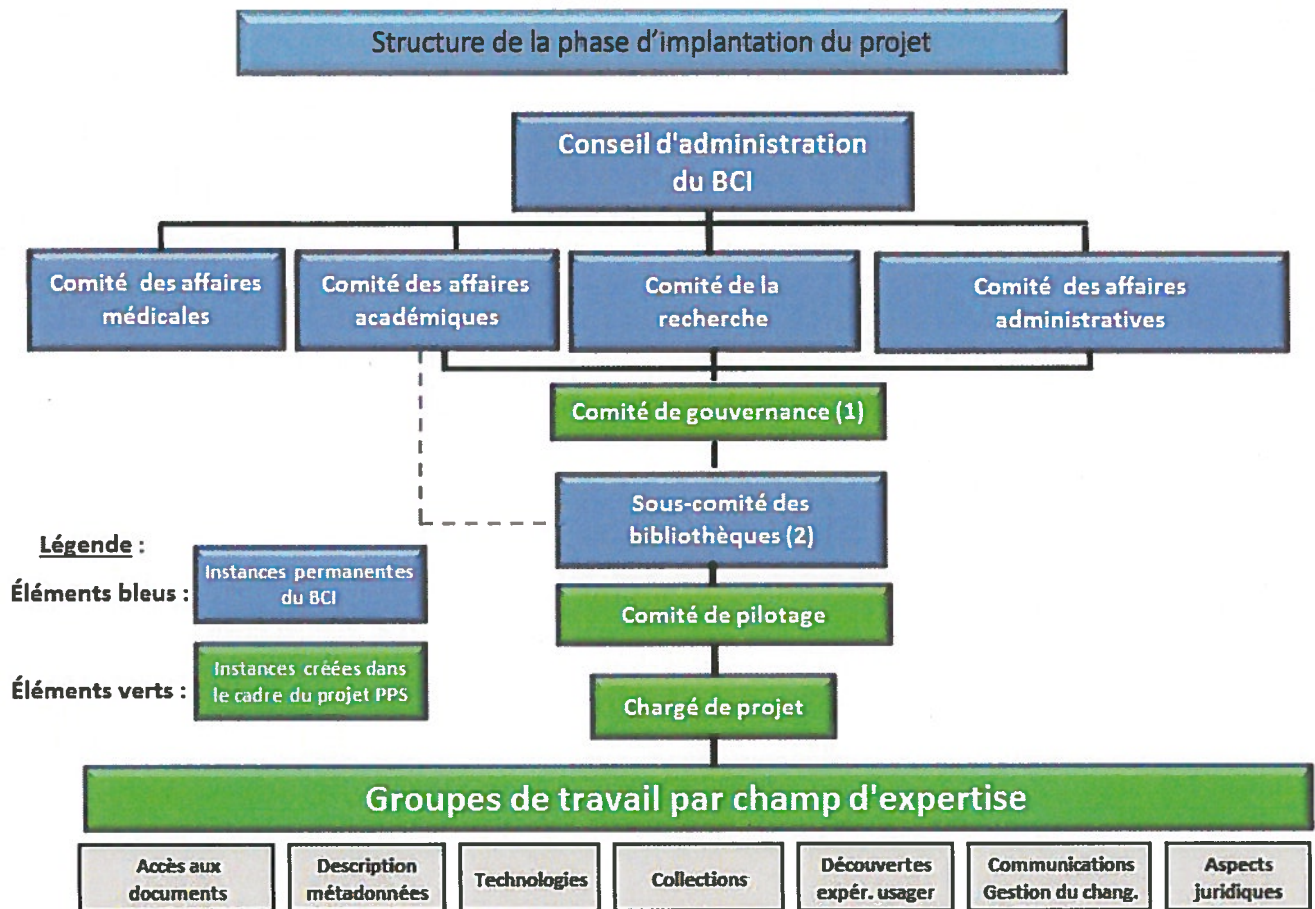 Structure de la phase d'implantation du projet
Conseil d'administration
du BCI
Comité des affaires
médicales
Comité des affaires
académiques
Comité de la
recherche
Comité des affaires
administratives
Comité de gouvernance (1)
Sous-comité des
bibliothèques (2)
Légende :
Éléments bleus :
Instances permanentes
du BCI
Comité de pilotage
Éléments verts :
Instances créées dans
le cadre du projet PPS
Chargé de projet
Groupes de travail par champ d'expertise
Accès aux
documents
Description
métadonnées
Technologies
Collections
Découvertes
expér. usager
Communications
Gestion du chang.
Aspects
juridiques